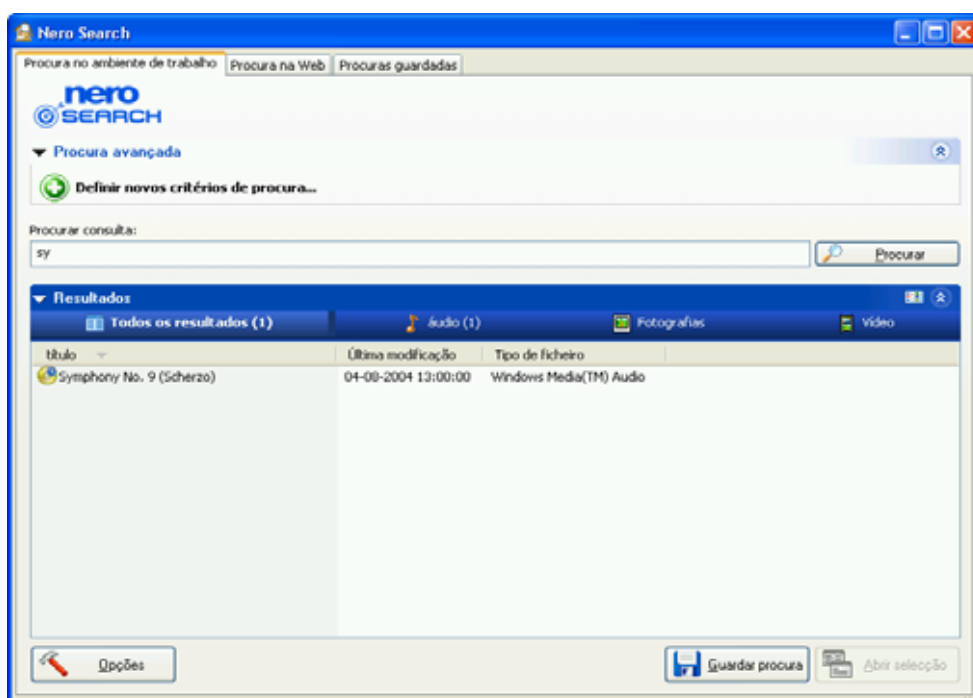 Nero Search
Procura no ambiente de trabalho Procura na Web Procuras guardadas
nero
SEARCH
Procura avançada
Definir novos critérios de procura...
Procurar consulta:
sy
Procurar
Resultados
Todos os resultados (1) áudio (1) Fotografias Vídeo
título Última modificação Tipo de ficheiro
Symphony No. 9 (Scherzo) 04-08-2004 13:00:00 Windows Media(TM) Audio
Opções Guardar procura Abrir selecção